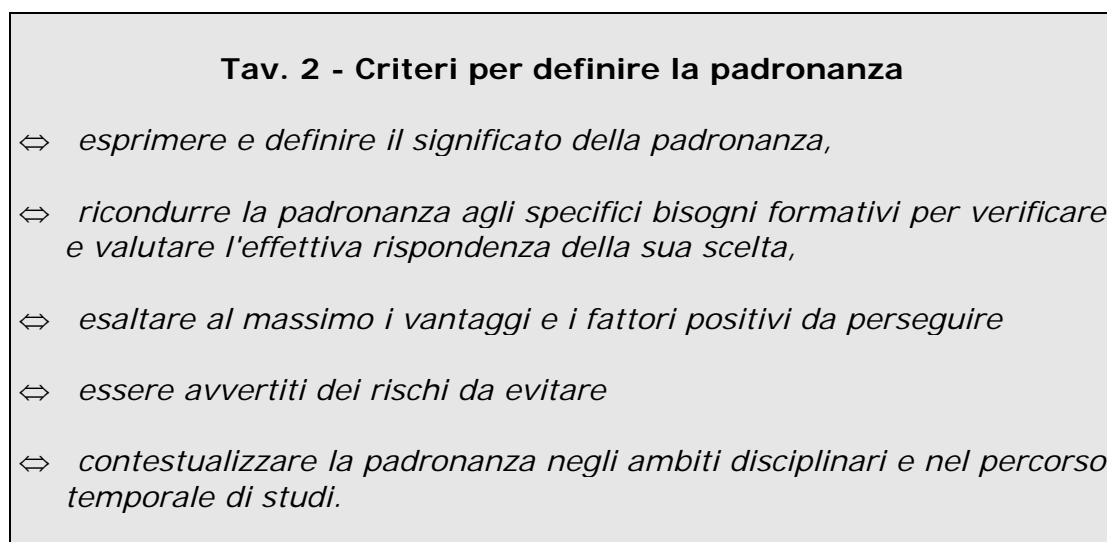 Tav. 2 - Criteri per definire la padronanza
⇔ esprimere e definire il significato della padronanza,
⇔ ricondurre la padronanza agli specifici bisogni formativi per verificare
e valutare l'effettiva rispondenza della sua scelta,
⇔ esaltare al massimo i vantaggi e i fattori positivi da perseguire
⇔ essere avvertiti dei rischi da evitare
⇔ contestualizzare la padronanza negli ambiti disciplinari e nel percorso
temporale di studi.